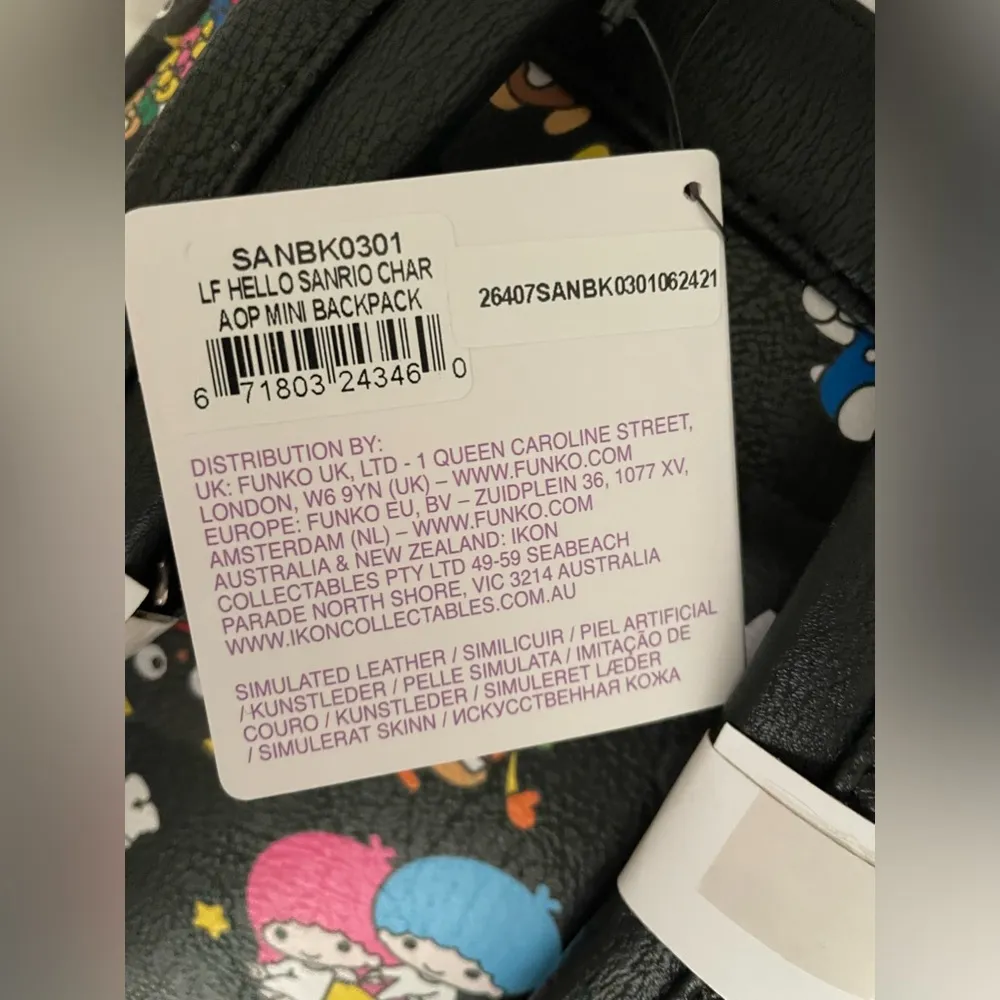 SANBK0301
LF HELLO SANRIO CHAR
AOP MINI BACKPACK
6 71803 24346 0
26407SANBK0301062421
DISTRIBUTION BY:
UK: FUNKO UK, LTD - 1 QUEEN CAROLINE STREET,
LONDON, W6 9YN (UK) – WWW.FUNKO.COM
EUROPE: FUNKO EU, BV – ZUIDPLEIN 36, 1077 XV,
AMSTERDAM (NL) – WWW.FUNKO.COM
AUSTRALIA & NEW ZEALAND: IKON
COLLECTABLES PTY LTD 49-59 SEABEACH
PARADE NORTH SHORE, VIC 3214 AUSTRALIA
WWW.IKONCOLLECTABLES.COM.AU
SIMULATED LEATHER / SIMILICUIR / PIEL ARTIFICIAL
/ KUNSTLEDER / PELLE SIMULATA / IMITAÇÃO DE
COURO / KUNSTLEDER / SIMULERET LÆDER
/ SIMULERAT SKINN / ИСКУССТВЕННАЯ КОЖА